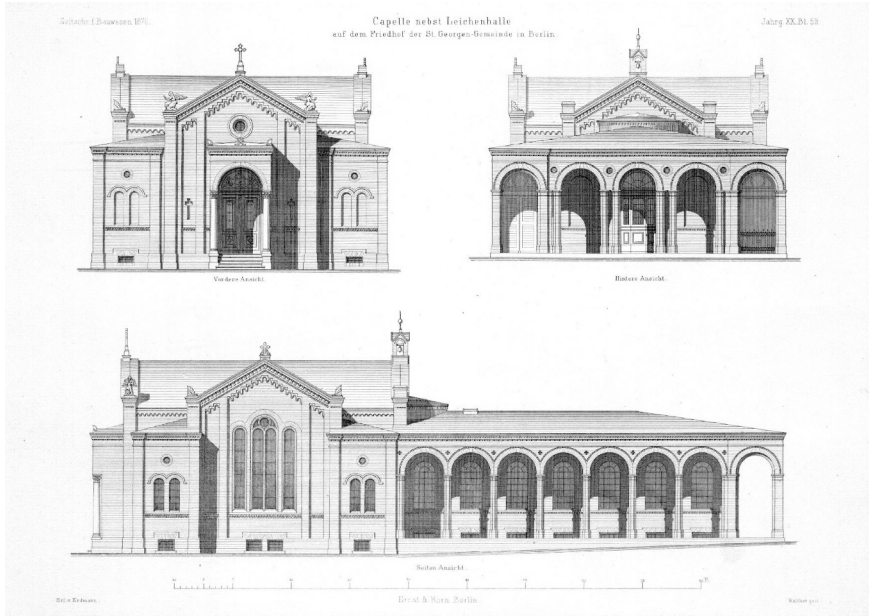 Zeitschr. f. Bauwesen 1870.
Capelle nebst Leichenhalle
Jahrg. XX. Bl. 59.
auf dem Friedhof der St. Georgen-Gemeinde in Berlin.
Vordere Ansicht.
Hintere Ansicht.
Seiten Ansicht.
Ernst & Korn, Berlin.